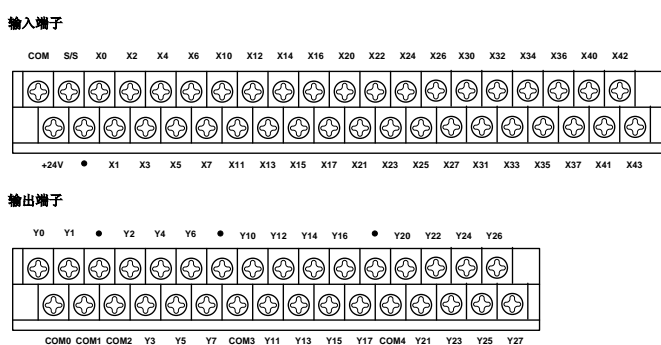 输入端子
COM S/S X0 X2 X4 X6 X10 X12 X14 X16 X20 X22 X24 X26 X30 X32 X34 X36 X40 X42
+24V • X1 X3 X5 X7 X11 X13 X15 X17 X21 X23 X25 X27 X31 X33 X35 X37 X41 X43
输出端子
Y0 Y1 • Y2 Y4 Y6 • Y10 Y12 Y14 Y16 • Y20 Y22 Y24 Y26
COM0 COM1 COM2 Y3 Y5 Y7 COM3 Y11 Y13 Y15 Y17 COM4 Y21 Y23 Y25 Y27